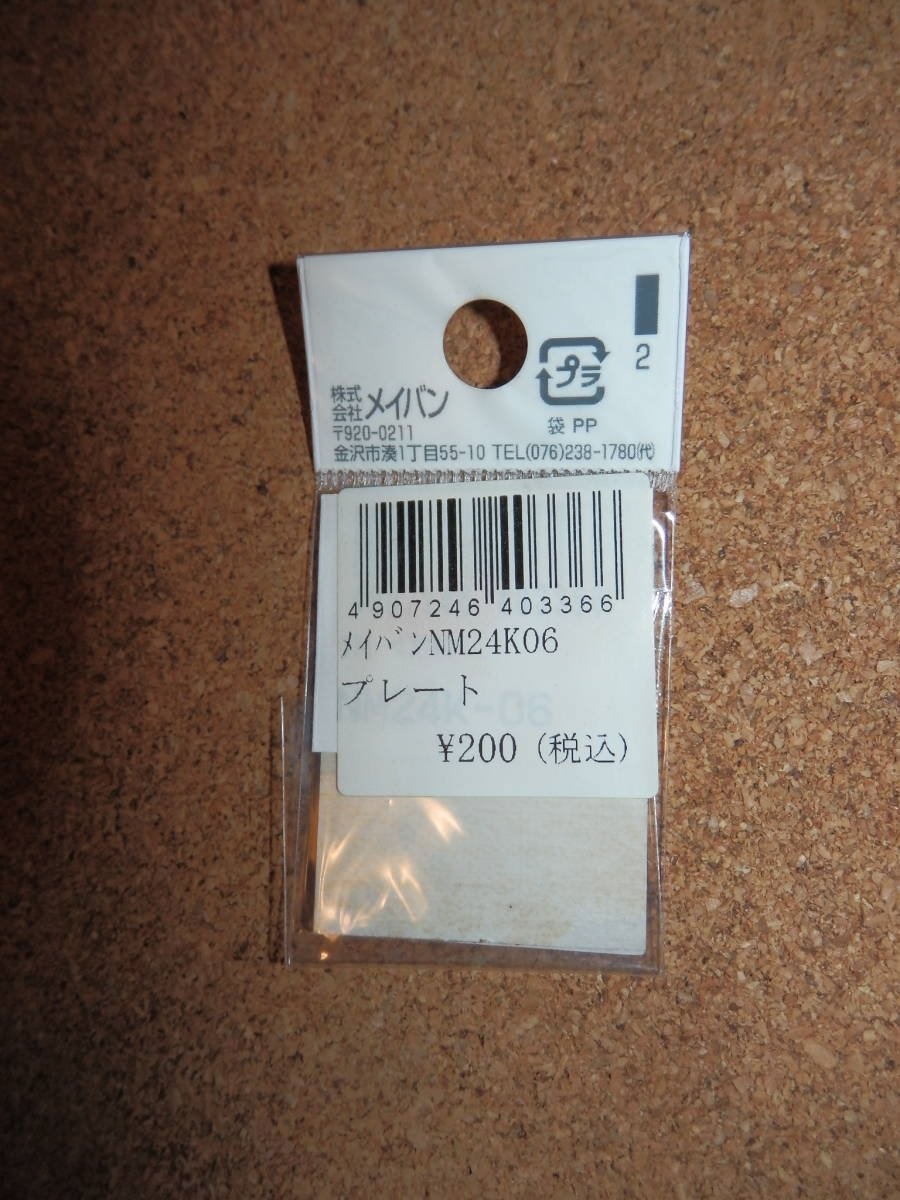 2
プラ
袋 PP
株式会社 メイバン
〒920-0211
金沢市湊1丁目55-10 TEL(076)238-1780㈹
4 907246 403366
ﾒｲﾊﾞﾝNM24K06
プレート
NM24K-06
¥200 (税込)